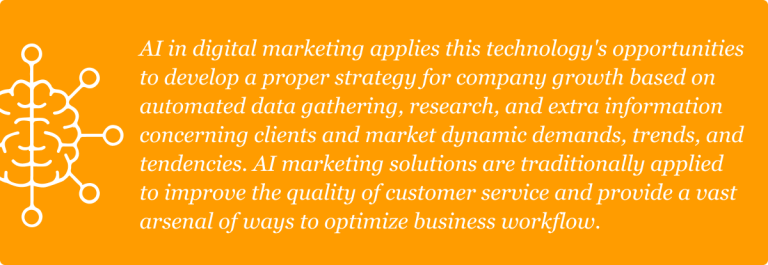 AI in digital marketing applies this technology's opportunities
to develop a proper strategy for company growth based on
automated data gathering, research, and extra information
concerning clients and market dynamic demands, trends, and
tendencies. AI marketing solutions are traditionally applied
to improve the quality of customer service and provide a vast
arsenal of ways to optimize business workflow.